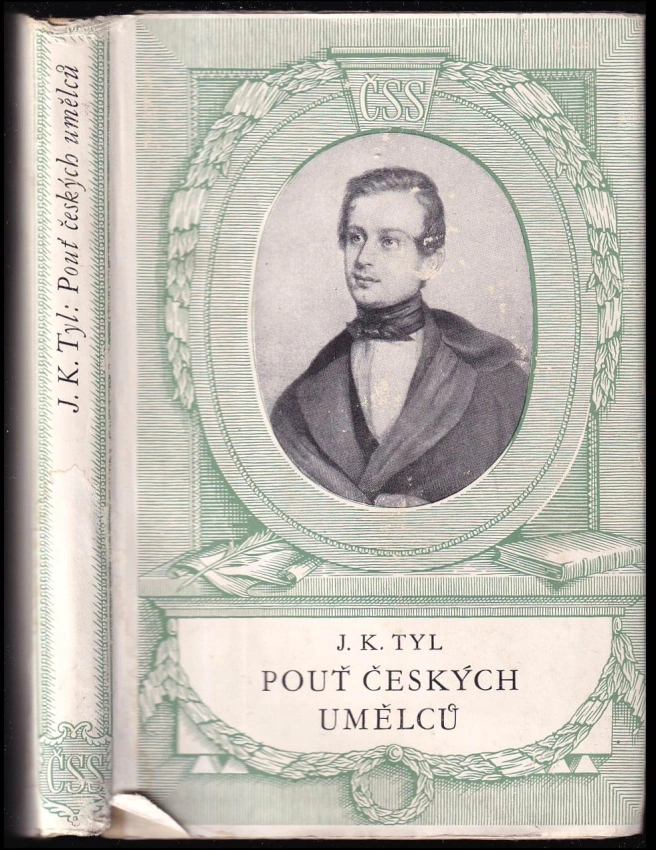 J. K. Tyl: Pouť českých umělců
ČSS
ČSS
J. K. TYL
POUŤ ČESKÝCH
UMĚLCŮ